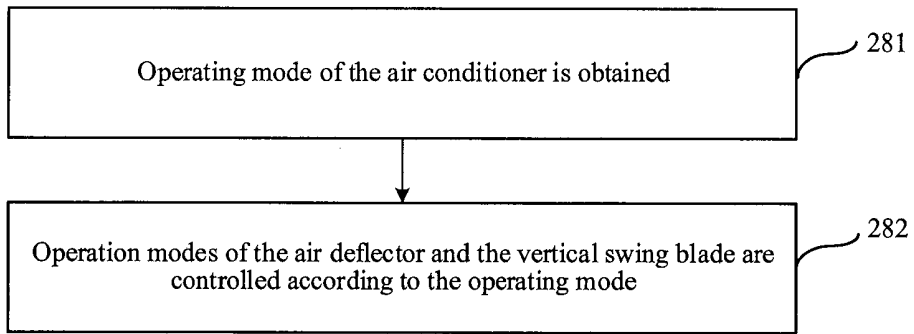 Operating mode of the air conditioner is obtained
281
Operation modes of the air deflector and the vertical swing blade are
controlled according to the operating mode
282